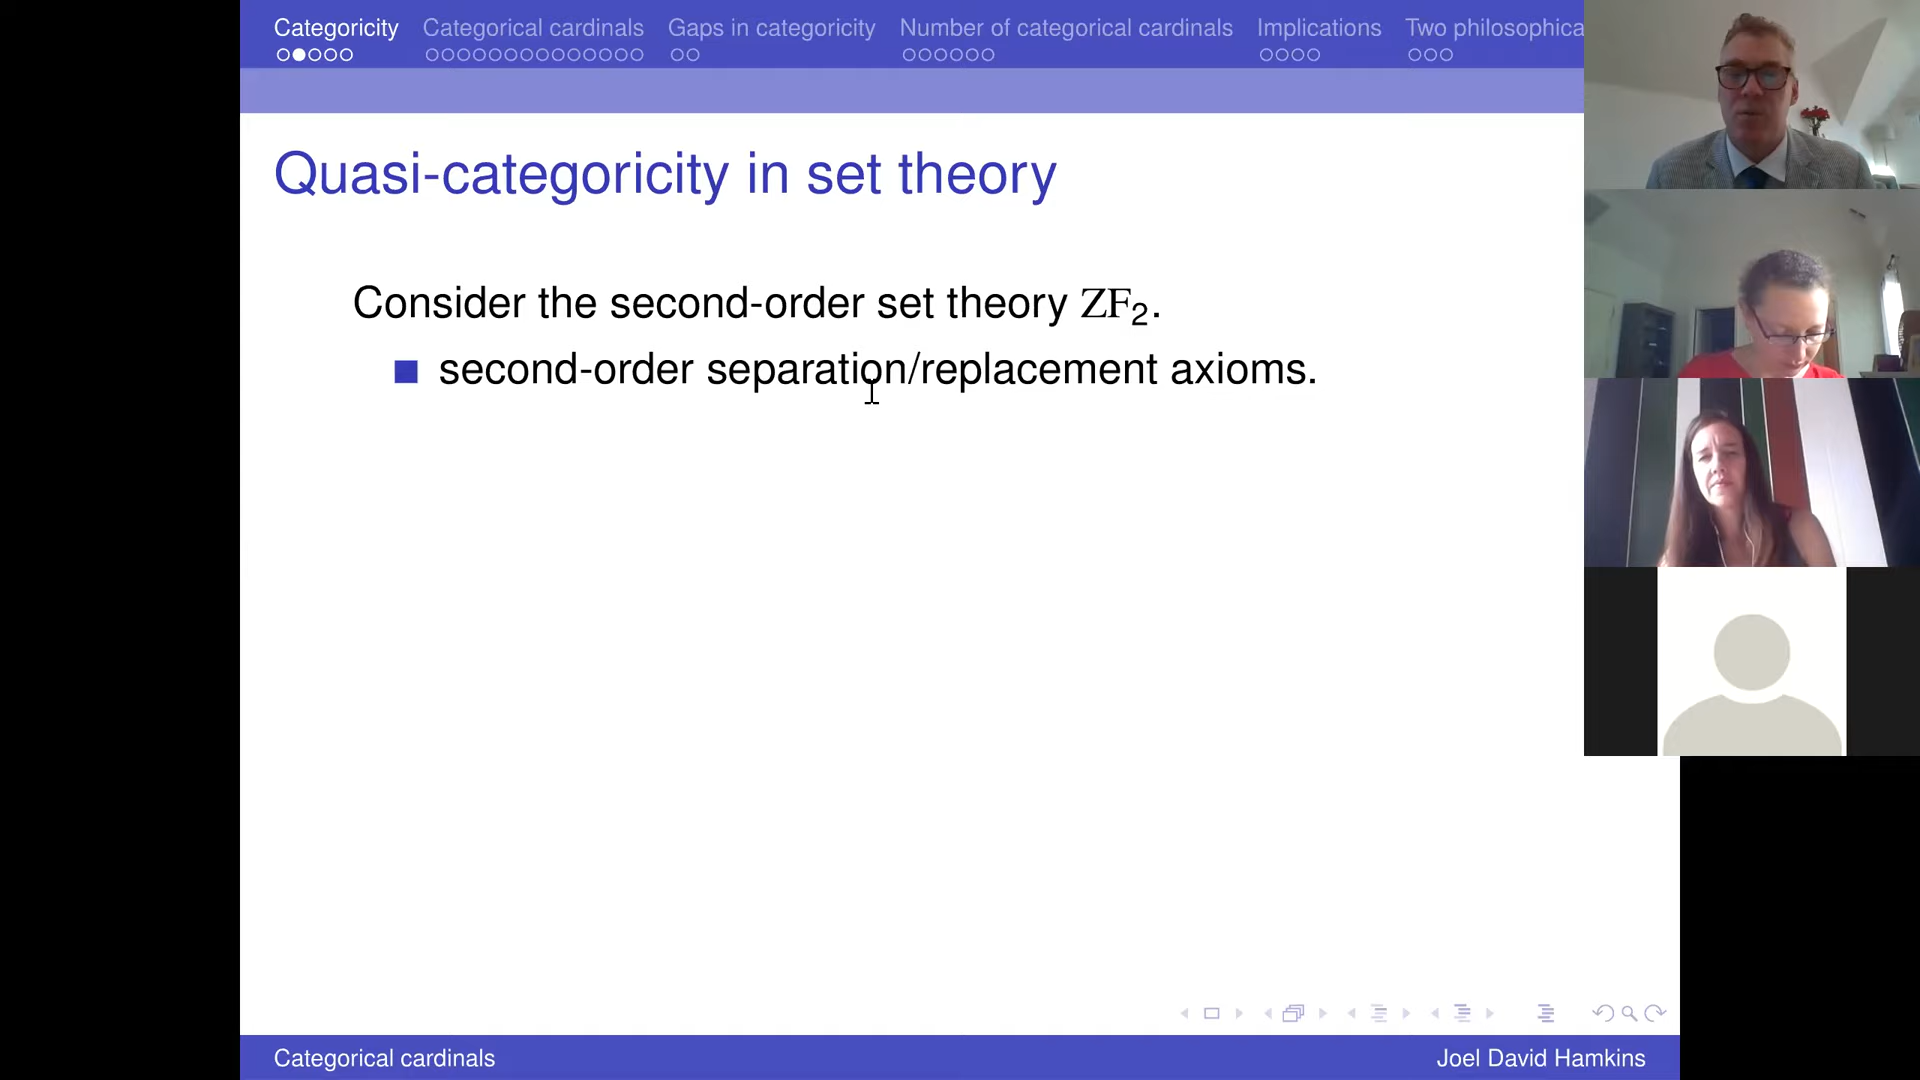 Categoricity Categorical cardinals Gaps in categoricity Number of categorical cardinals Implications Two philosophica
Quasi-categoricity in set theory
Consider the second-order set theory ZF₂.
second-order separation/replacement axioms.
Categorical cardinals Joel David Hamkins